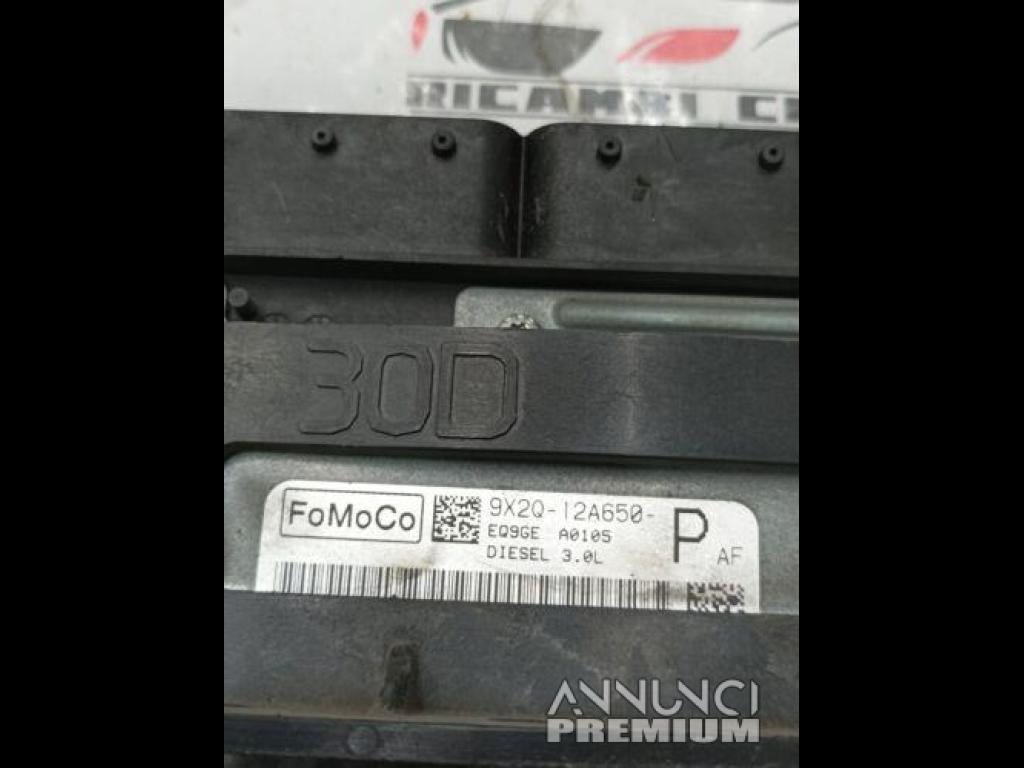 RICAMBI
30D
FoMoCo
9X2Q-12A650-
P AF
EQ9GE A0105
DIESEL 3.0L
ANNUNCI
PREMIUM